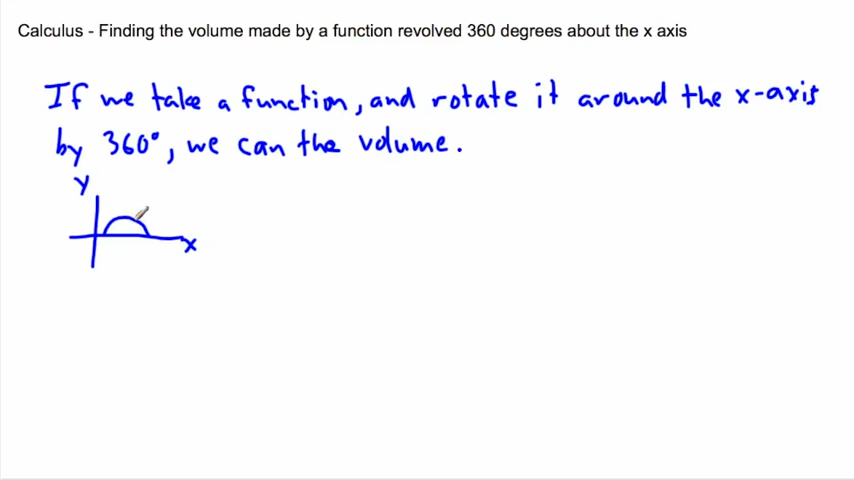 Calculus - Finding the volume made by a function revolved 360 degrees about the x axis
If we take a function, and rotate it around the x-axis
by 360°, we can the volume.
y
x